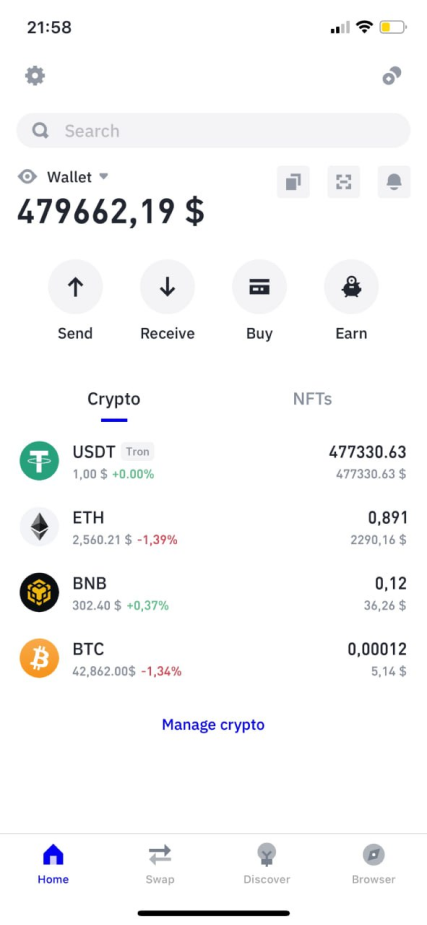 21:58
Search
Wallet
479662,19 $
Send Receive Buy Earn
Crypto NFTs
USDT Tron 477330.63
1,00 $ +0.00% 477330.63 $
ETH 0,891
2,560.21 $ -1,39% 2290,16 $
BNB 0,12
302.40 $ +0,37% 36,26 $
BTC 0,00012
42,862.00$ -1,34% 5,14 $
Manage crypto
Home Swap Discover Browser